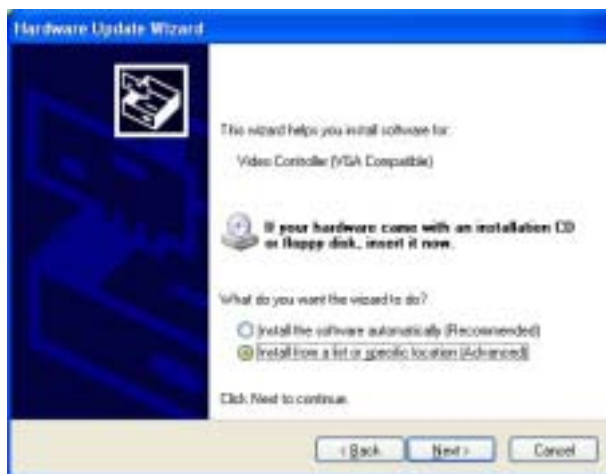 Hardware Update Wizard
This wizard helps you install software for:
Video Controller (VGA Compatible)
If your hardware came with an installation CD
or floppy disk, insert it now.
What do you want the wizard to do?
Install the software automatically (Recommended)
Install from a list or specific location (Advanced)
Click Next to continue.
< Back
Next >
Cancel